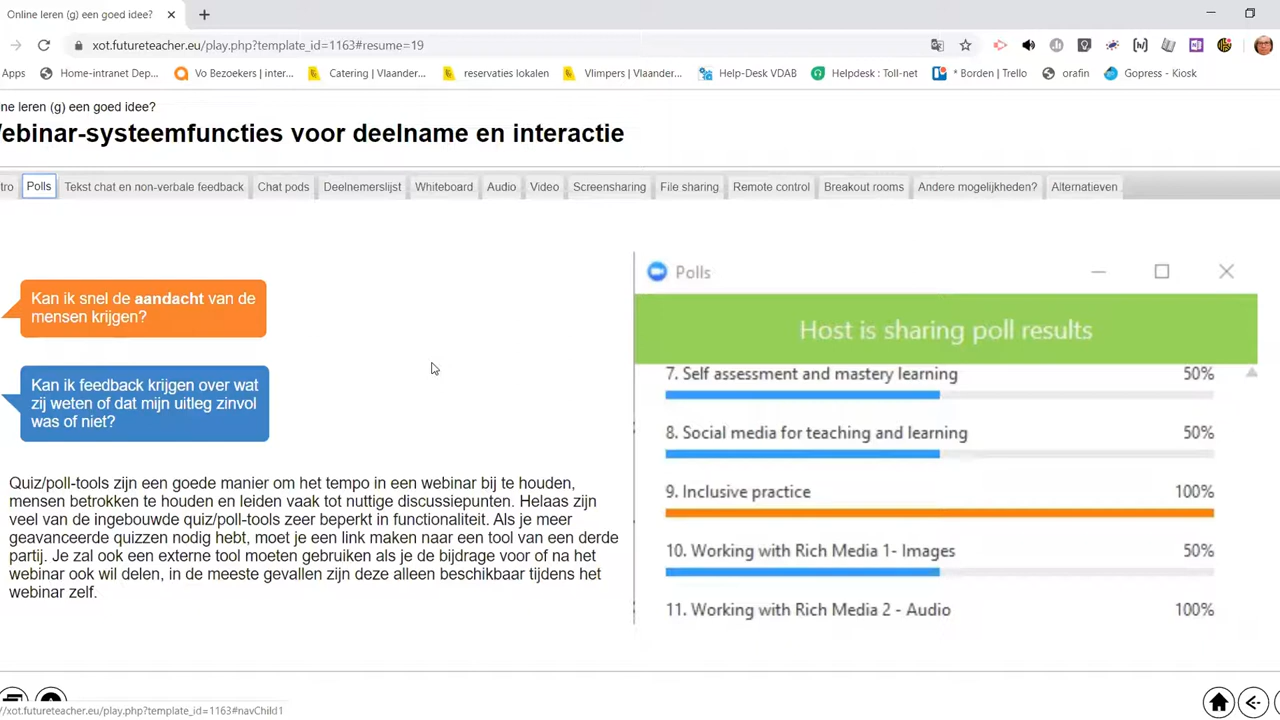 Online leren (g) een goed idee?
xot.futureteacher.eu/play.php?template_id=1163#resume=19
Apps Home-intranet Dep... Vo Bezoekers | inter... Catering | Vlaander... reservaties lokalen Vlimpers | Vlaander... Help-Desk VDAB Helpdesk : Toll-net * Borden | Trello orafin Gopress - Kiosk
ne leren (g) een goed idee?
ebinar-systeemfuncties voor deelname en interactie
tro Polls Tekst chat en non-verbale feedback Chat pods Deelnemerslijst Whiteboard Audio Video Screensharing File sharing Remote control Breakout rooms Andere mogelijkheden? Alternatieven
Kan ik snel de aandacht van de
mensen krijgen?
Kan ik feedback krijgen over wat
zij weten of dat mijn uitleg zinvol
was of niet?
Quiz/poll-tools zijn een goede manier om het tempo in een webinar bij te houden,
mensen betrokken te houden en leiden vaak tot nuttige discussiepunten. Helaas zijn
veel van de ingebouwde quiz/poll-tools zeer beperkt in functionaliteit. Als je meer
geavanceerde quizzen nodig hebt, moet je een link maken naar een tool van een derde
partij. Je zal ook een externe tool moeten gebruiken als je de bijdrage voor of na het
webinar ook wil delen, in de meeste gevallen zijn deze alleen beschikbaar tijdens het
webinar zelf.
Polls
Host is sharing poll results
7. Self assessment and mastery learning 50%
8. Social media for teaching and learning 50%
9. Inclusive practice 100%
10. Working with Rich Media 1- Images 50%
11. Working with Rich Media 2 - Audio 100%
//xot.futureteacher.eu/play.php?template_id=1163#navChild1